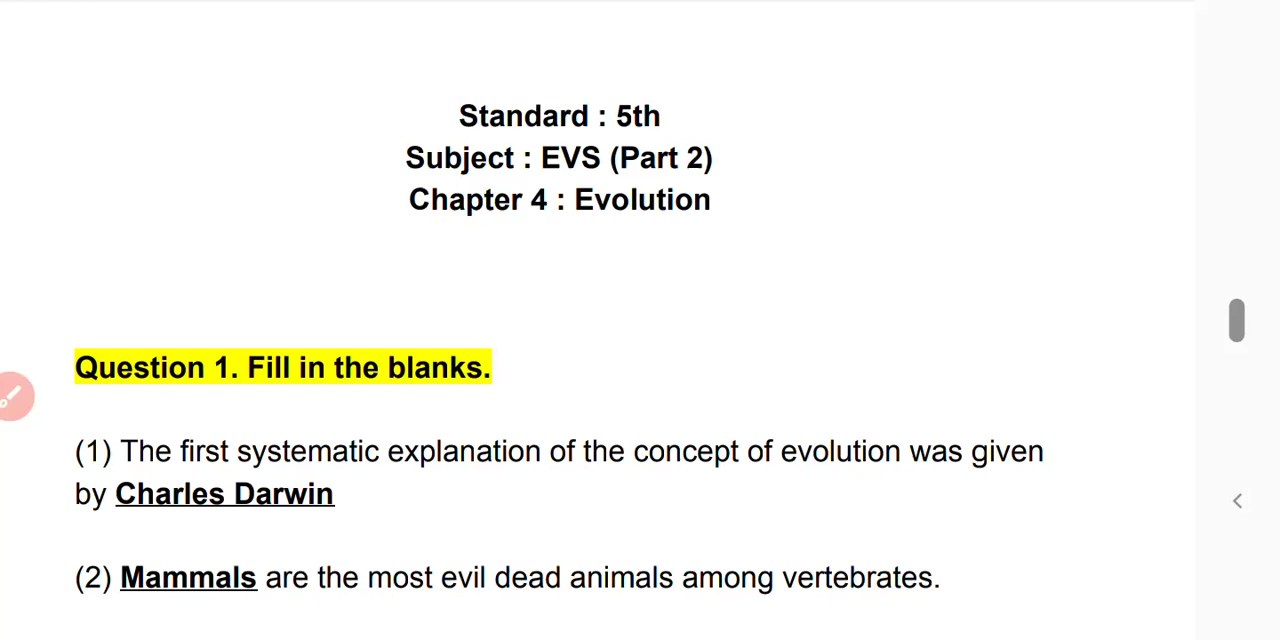 Standard : 5th
Subject : EVS (Part 2)
Chapter 4 : Evolution
Question 1. Fill in the blanks.
(1) The first systematic explanation of the concept of evolution was given
by Charles Darwin
(2) Mammals are the most evil dead animals among vertebrates.